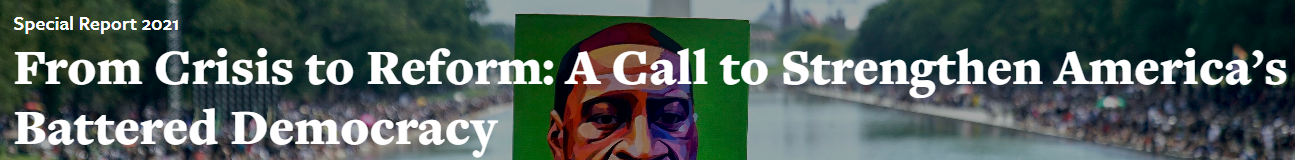 Special Report 2021
From Crisis to Reform: A Call to Strengthen America’s
Battered Democracy